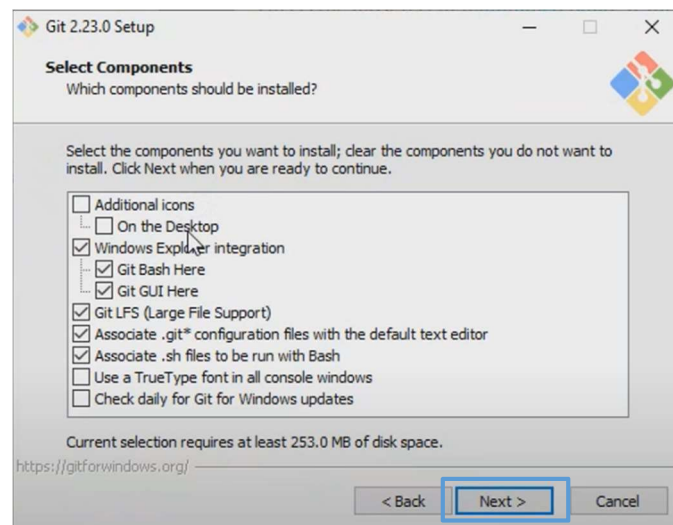 Git 2.23.0 Setup
Select Components
Which components should be installed?
Select the components you want to install; clear the components you do not want to
install. Click Next when you are ready to continue.
Additional icons
On the Desktop
Windows Explorer integration
Git Bash Here
Git GUI Here
Git LFS (Large File Support)
Associate .git* configuration files with the default text editor
Associate .sh files to be run with Bash
Use a TrueType font in all console windows
Check daily for Git for Windows updates
Current selection requires at least 253.0 MB of disk space.
https://gitforwindows.org/
< Back Next > Cancel